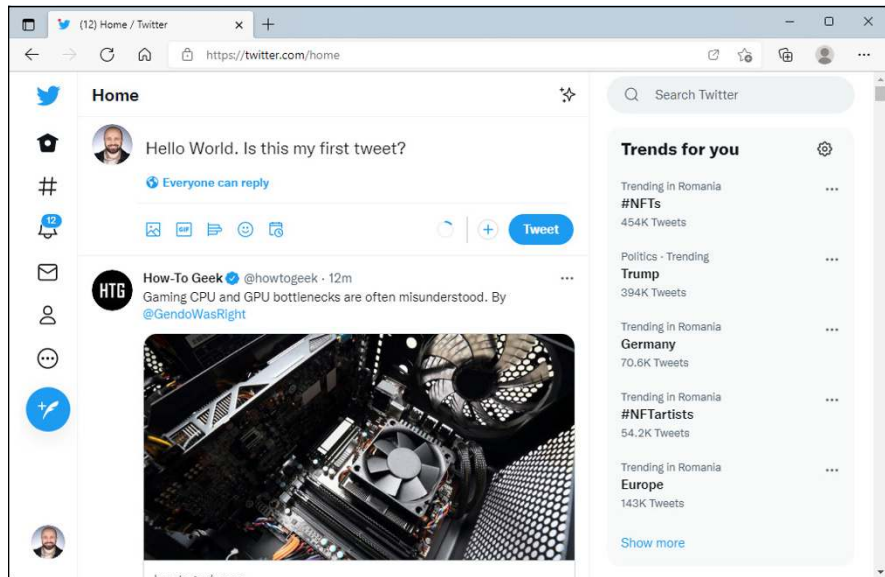 (12) Home / Twitter
https://twitter.com/home
Home
Hello World. Is this my first tweet?
Everyone can reply
GIF
Tweet
12
HTG
How-To Geek @howtogeek · 12m
Gaming CPU and GPU bottlenecks are often misunderstood. By
@GendoWasRight
Search Twitter
Trends for you
Trending in Romania
#NFTs
454K Tweets
Politics · Trending
Trump
394K Tweets
Trending in Romania
Germany
70.6K Tweets
Trending in Romania
#NFTartists
54.2K Tweets
Trending in Romania
Europe
143K Tweets
Show more